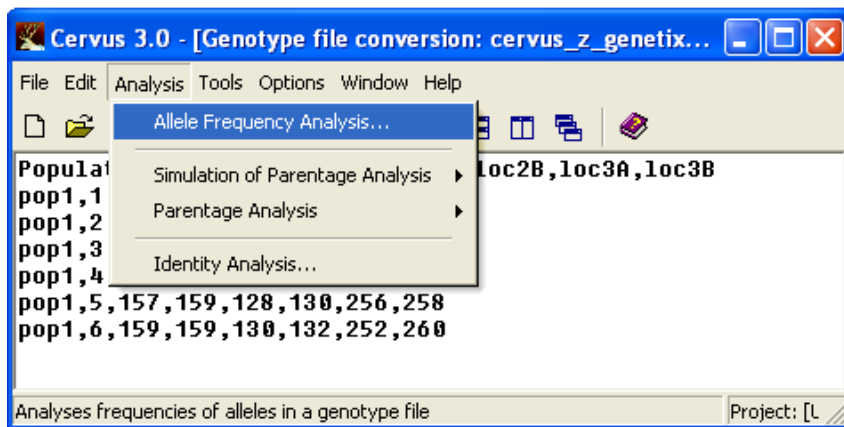 Cervus 3.0 - [Genotype file conversion: cervus_z_genetix...
File Edit Analysis Tools Options Window Help
Allele Frequency Analysis...
Simulation of Parentage Analysis
Parentage Analysis
Identity Analysis...
loc2B,loc3A,loc3B
pop1,1
pop1,2
pop1,3
pop1,4
pop1,5,157,159,128,130,256,258
pop1,6,159,159,130,132,252,260
Analyses frequencies of alleles in a genotype file
Project: [